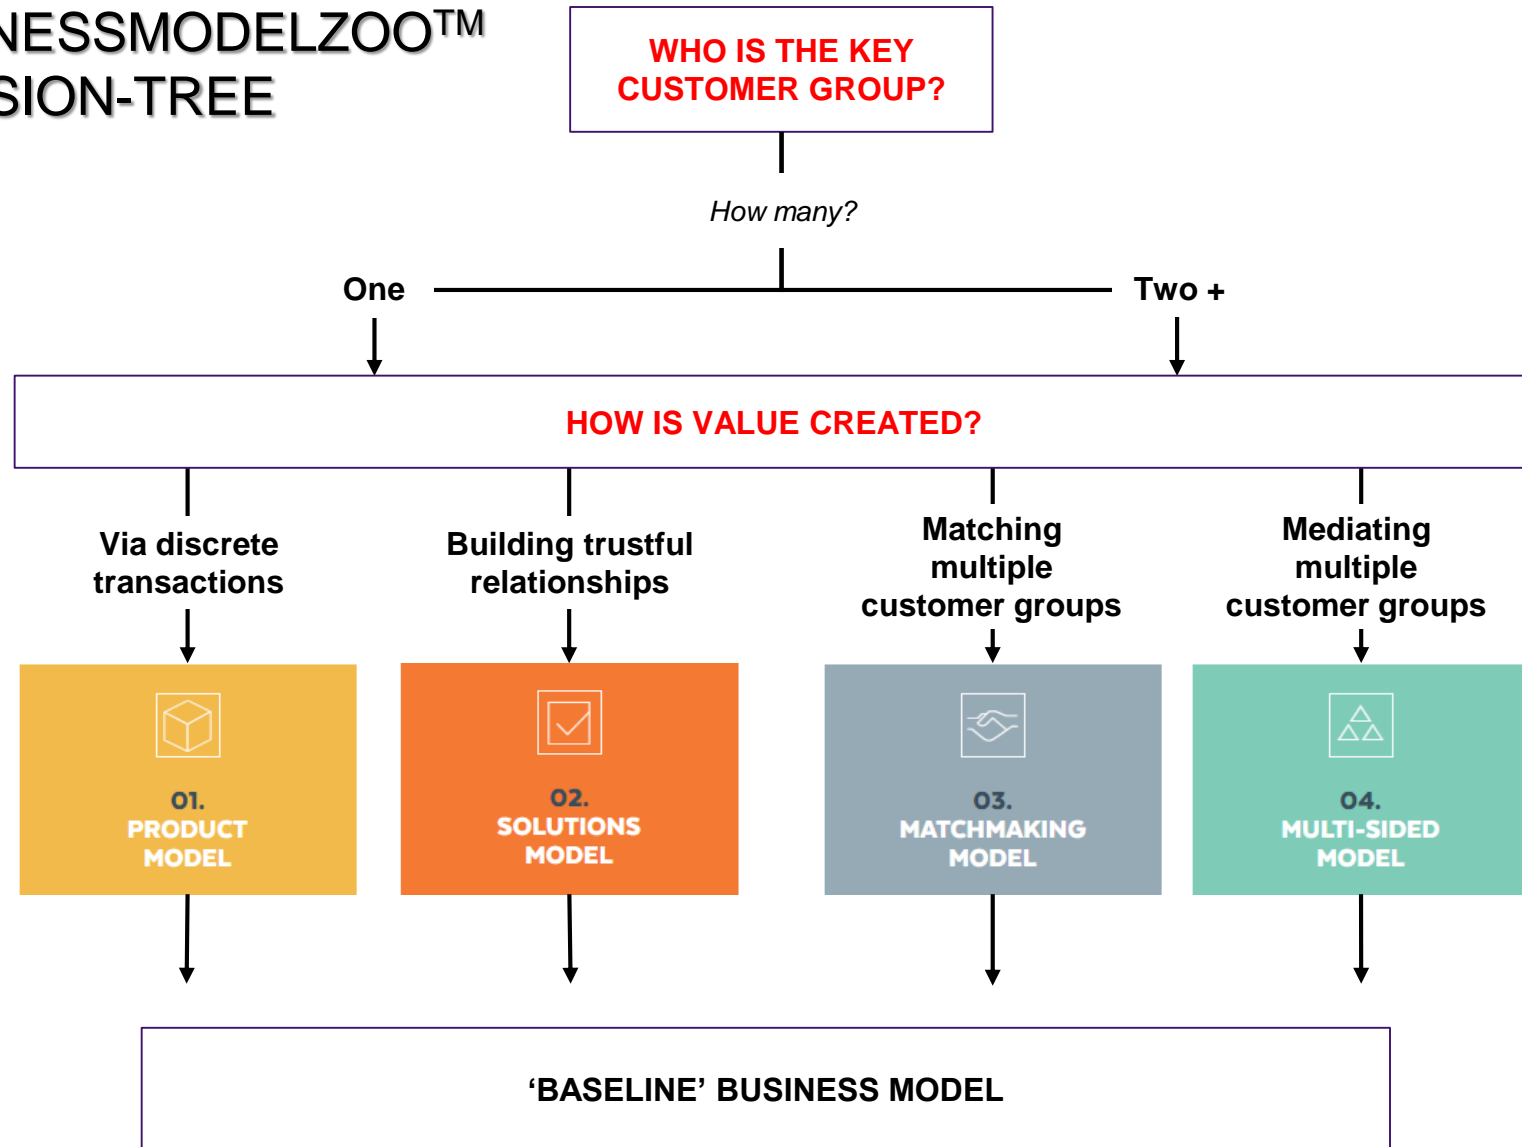 NESSMODELZOO™
SION-TREE
WHO IS THE KEY
CUSTOMER GROUP?
How many?
One
Two +
HOW IS VALUE CREATED?
Via discrete
transactions
Building trustful
relationships
Matching
multiple
customer groups
Mediating
multiple
customer groups
01.
PRODUCT
MODEL
02.
SOLUTIONS
MODEL
03.
MATCHMAKING
MODEL
04.
MULTI-SIDED
MODEL
‘BASELINE’ BUSINESS MODEL